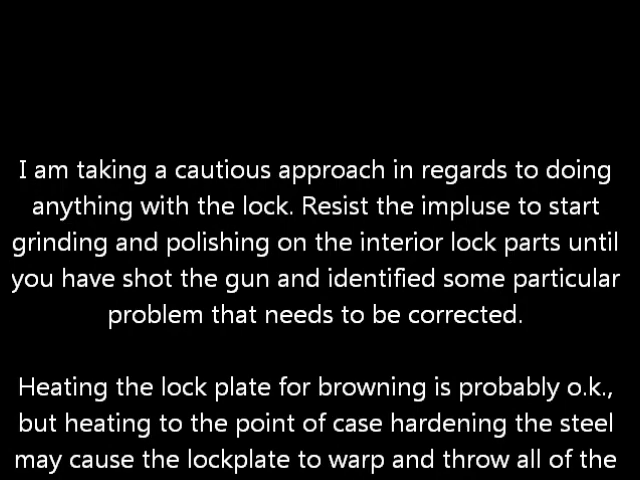 I am taking a cautious approach in regards to doing
anything with the lock. Resist the impluse to start
grinding and polishing on the interior lock parts until
you have shot the gun and identified some particular
problem that needs to be corrected.
Heating the lock plate for browning is probably o.k.,
but heating to the point of case hardening the steel
may cause the lockplate to warp and throw all of the